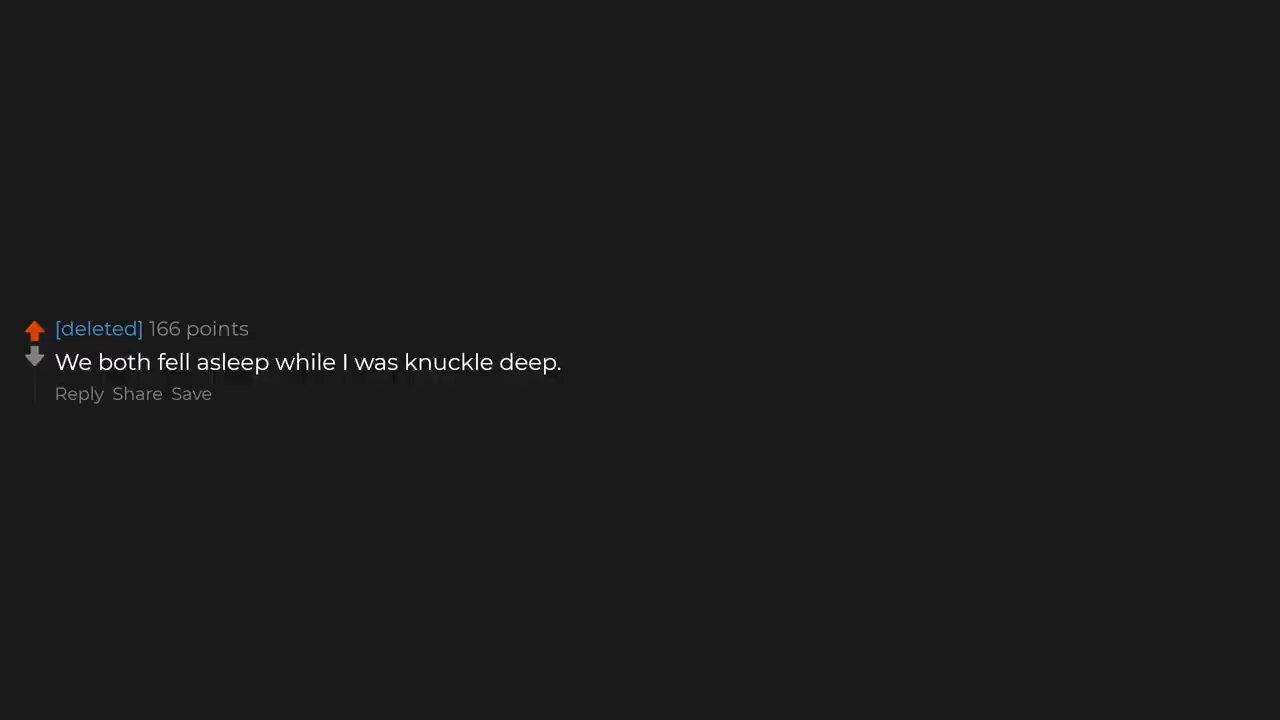 [deleted] 166 points
We both fell asleep while I was knuckle deep.
Reply Share Save